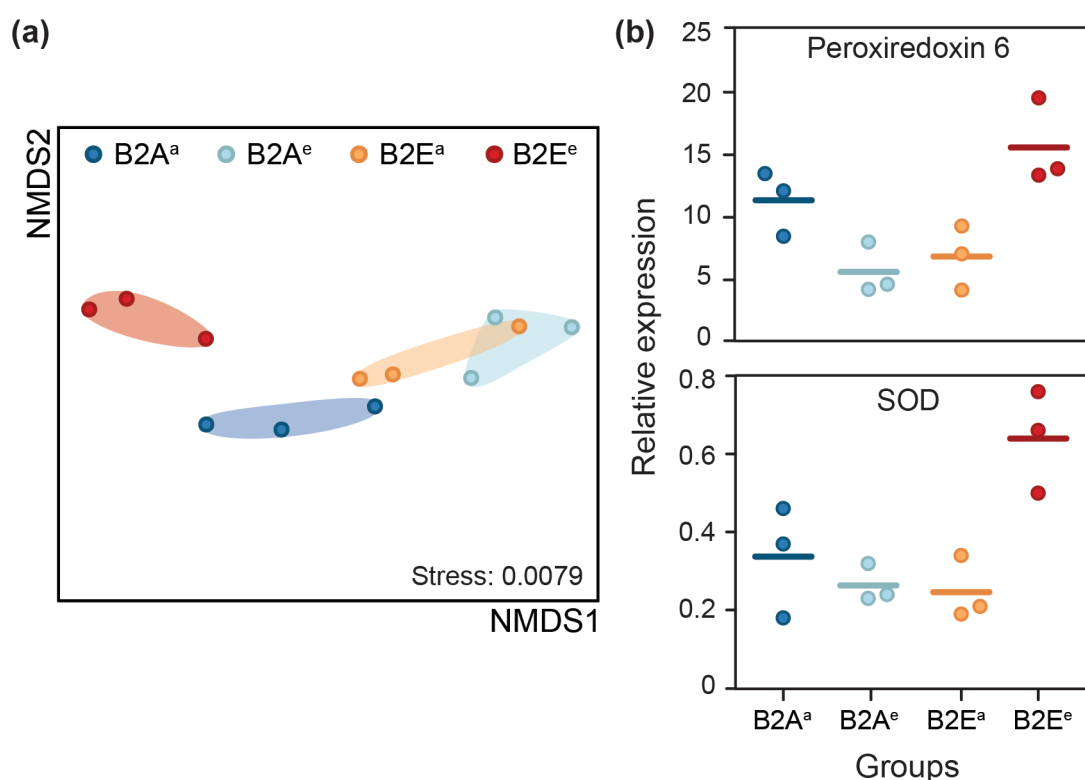 (a)
NMDS2
B2Aᵃ B2Aᵉ B2Eᵃ B2Eᵉ
Stress: 0.0079
NMDS1
(b)
Relative expression
Peroxiredoxin 6
25
20
15
10
5
0
SOD
0.8
0.6
0.4
0.2
0
B2Aᵃ B2Aᵉ B2Eᵃ B2Eᵉ
Groups